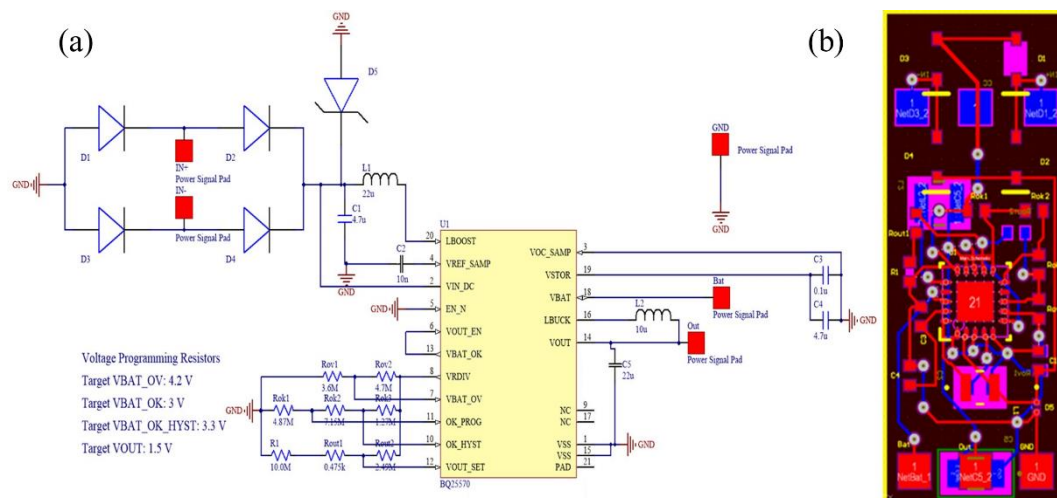 (a)
(b)
GND
D5
D1
IN+
Power Signal Pad
D2
GND
IN-
Power Signal Pad
D3
D4
L1
22u
C1
4.7u
C2
10n
GND
GND
Power Signal Pad
GND
U1
20 LBOOST
4 VREF_SAMP
2 VIN_DC
GND
5 EN_N
6 VOUT_EN
13 VBAT_OK
8 VRDIV
7 VBAT_OV
11 OK_PROG
10 OK_HYST
12 VOUT_SET
BQ25570
VOC_SAMP 3
VSTOR 19
VBAT 18
LBUCK 16
VOUT 14
NC 9
NC 17
VSS 1
VSS 15
PAD 21
Bat
Power Signal Pad
L2
10u
Out
Power Signal Pad
C5
22u
GND
C3
0.1u
C4
4.7u
GND
Voltage Programming Resistors
Target VBAT_OV: 4.2 V
Target VBAT_OK: 3 V
Target VBAT_OK_HYST: 3.3 V
Target VOUT: 1.5 V
GND
Rov1
3.6M
Rov2
4.7M
Rok1
4.87M
Rok2
Rok3
R1
10.0M
Rout1
0.475k
Rout2
2.49M
D3
D1
1
NetD3_2
1
NetD1_2
D4
D2
Rok1
Rok2
Rout1
R1
21
C3
C4
D5
L1
Bat
Out
GND
1
NetBat_1
NetC5_2
1
GND